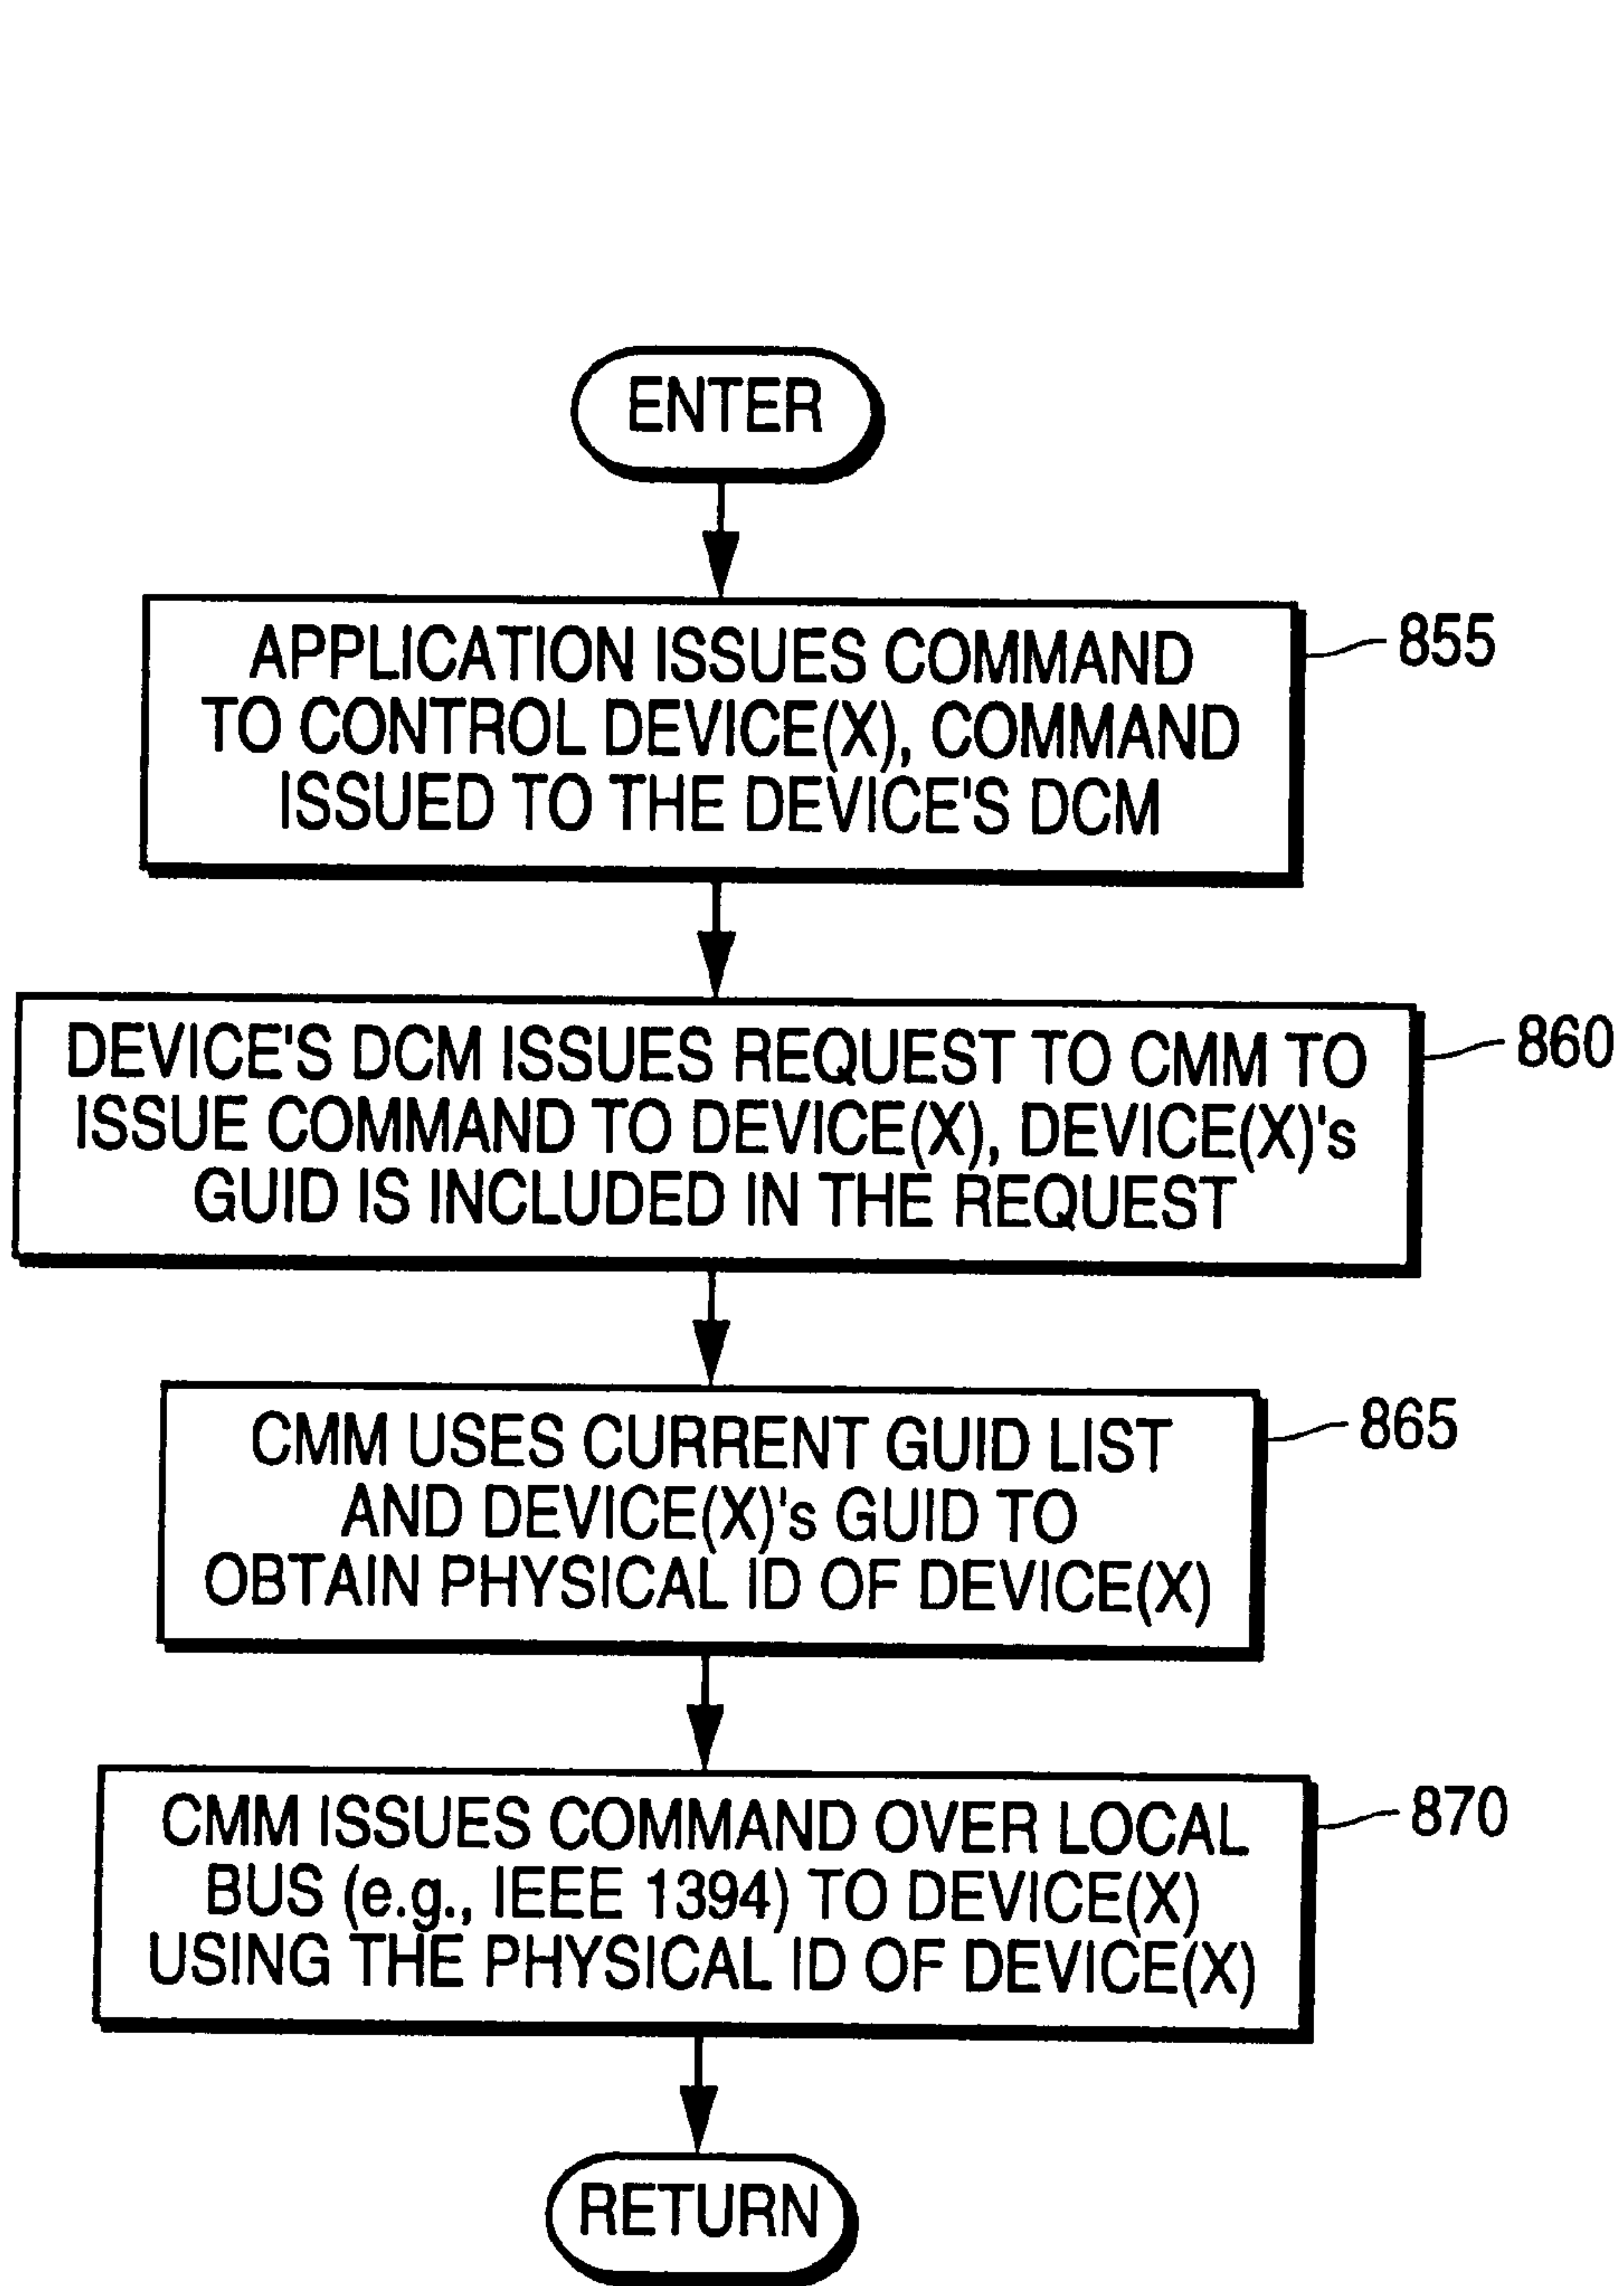 ENTER
APPLICATION ISSUES COMMAND
TO CONTROL DEVICE(X), COMMAND
ISSUED TO THE DEVICE'S DCM
855
DEVICE'S DCM ISSUES REQUEST TO CMM TO
ISSUE COMMAND TO DEVICE(X), DEVICE(X)'s
GUID IS INCLUDED IN THE REQUEST
860
CMM USES CURRENT GUID LIST
AND DEVICE(X)'s GUID TO
OBTAIN PHYSICAL ID OF DEVICE(X)
865
CMM ISSUES COMMAND OVER LOCAL
BUS (e.g., IEEE 1394) TO DEVICE(X)
USING THE PHYSICAL ID OF DEVICE(X)
870
RETURN